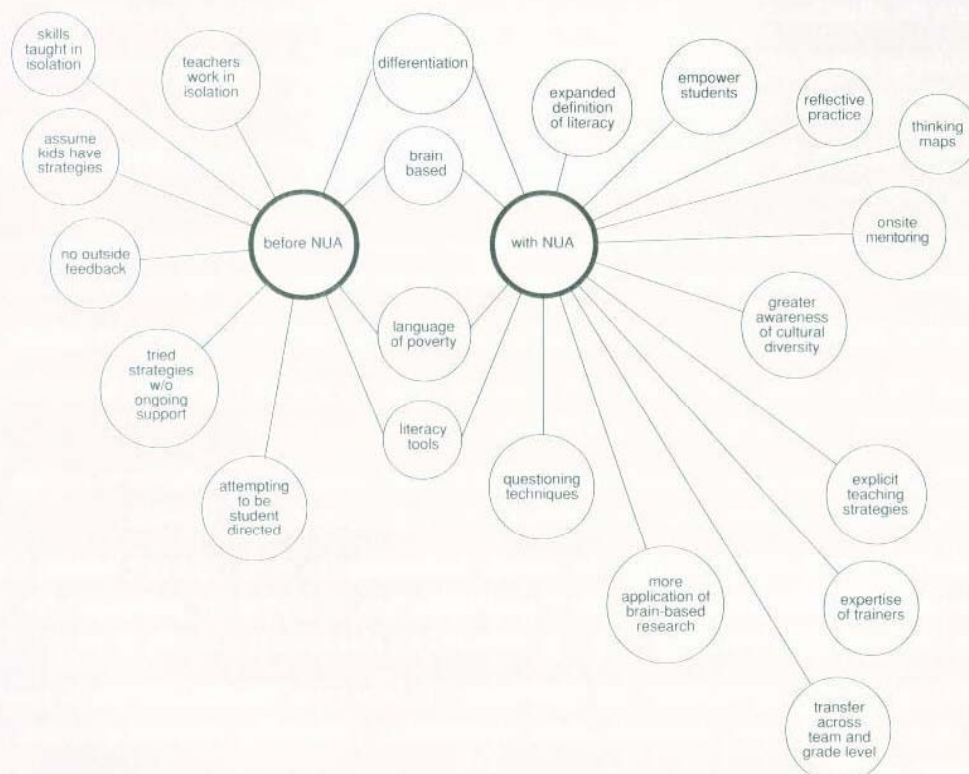 skills
taught in
isolation
teachers
work in
isolation
differentiation
expanded
definition
of literacy
empower
students
reflective
practice
thinking
maps
assume
kids have
strategies
brain
based
no outside
feedback
before NUA
with NUA
onsite
mentoring
greater
awareness
of cultural
diversity
language
of poverty
tried
strategies
w/o
ongoing
support
literacy
tools
attempting
to be
student
directed
questioning
techniques
explicit
teaching
strategies
more
application of
brain-based
research
expertise
of trainers
transfer
across
team and
grade level